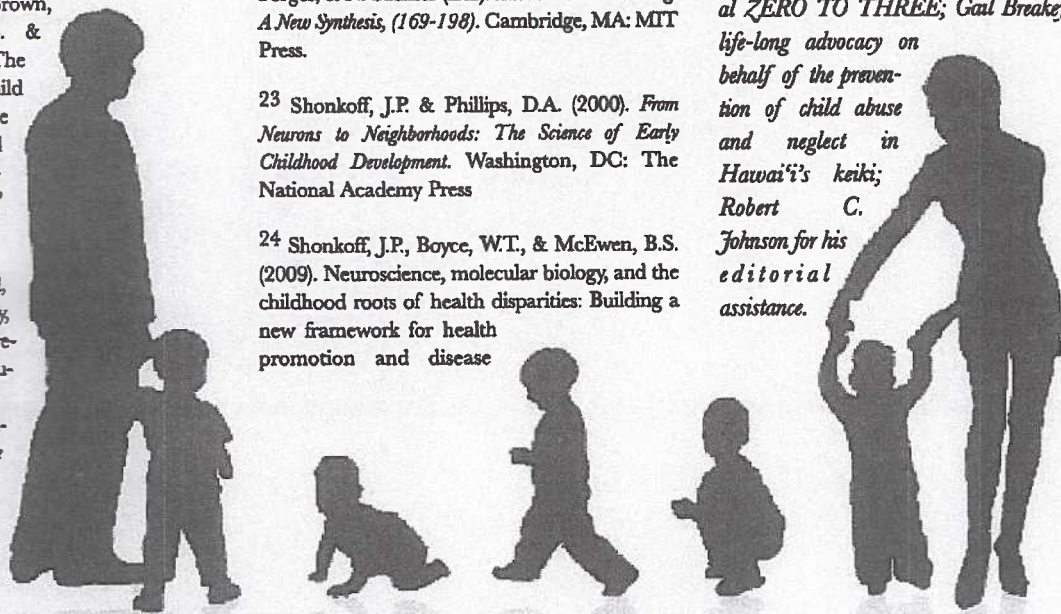 rown,
. &
The
ild
e
A New Synthesis, (169-198). Cambridge, MA: MIT
Press.
23 Shonkoff, J.P. & Phillips, D.A. (2000). From
Neurons to Neighborhoods: The Science of Early
Childhood Development. Washington, DC: The
National Academy Press
24 Shonkoff, J.P., Boyce, W.T., & McEwen, B.S.
(2009). Neuroscience, molecular biology, and the
childhood roots of health disparities: Building a
new framework for health
promotion and disease
al ZERO TO THREE; Gail Breakey,
life-long advocacy on
behalf of the preven-
tion of child abuse
and neglect in
Hawai‘i’s keiki;
Robert C.
Johnson for his
editorial
assistance.